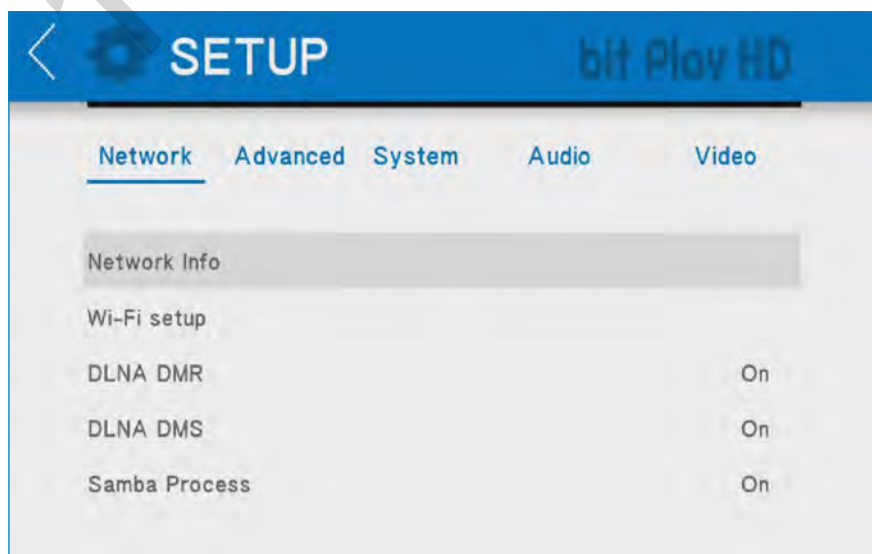 SETUP bit Play HD
Network Advanced System Audio Video
Network Info
Wi-Fi setup
DLNA DMR On
DLNA DMS On
Samba Process On